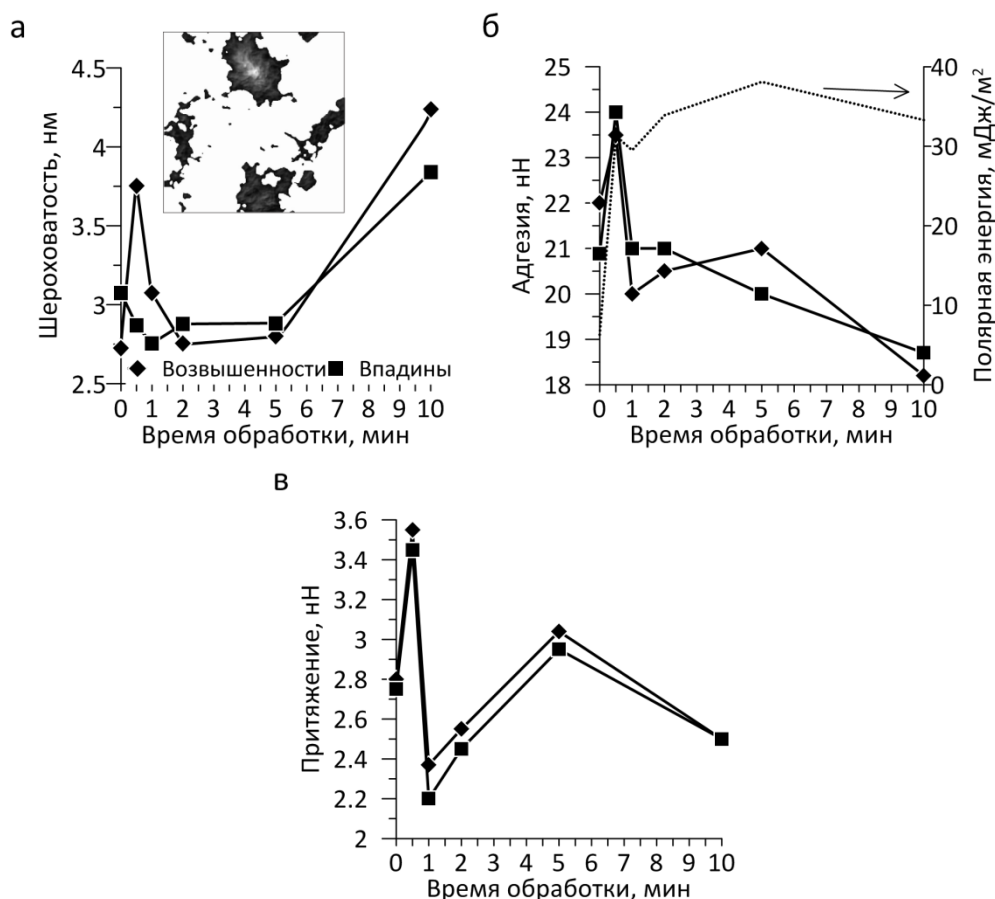 а
4.5
4
3.5
3
2.5
Шероховатость, нм
Возвышенности Впадины
0 1 2 3 4 5 6 7 8 9 10
Время обработки, мин
б
25
24
23
22
21
20
19
18
Адгезия, нН
40
30
20
10
0
Полярная энергия, мДж/м²
0 1 2 3 4 5 6 7 8 9 10
Время обработки, мин
в
3.6
3.4
3.2
3
2.8
2.6
2.4
2.2
2
Притяжение, нН
0 1 2 3 4 5 6 7 8 9 10
Время обработки, мин